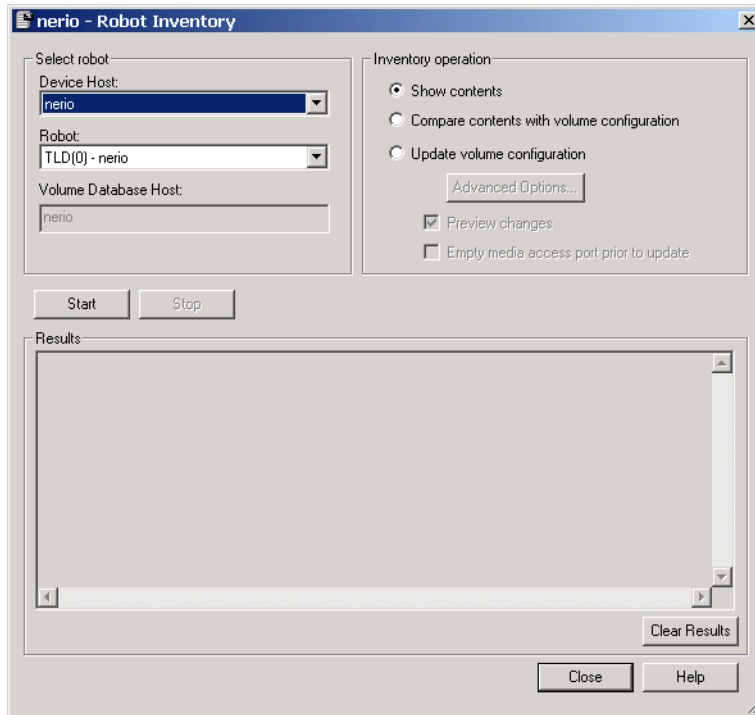 nerio - Robot Inventory
Select robot
Device Host:
nerio
Robot:
TLD(0) - nerio
Volume Database Host:
nerio
Inventory operation
Show contents
Compare contents with volume configuration
Update volume configuration
Advanced Options...
Preview changes
Empty media access port prior to update
Start
Stop
Results
Clear Results
Close
Help